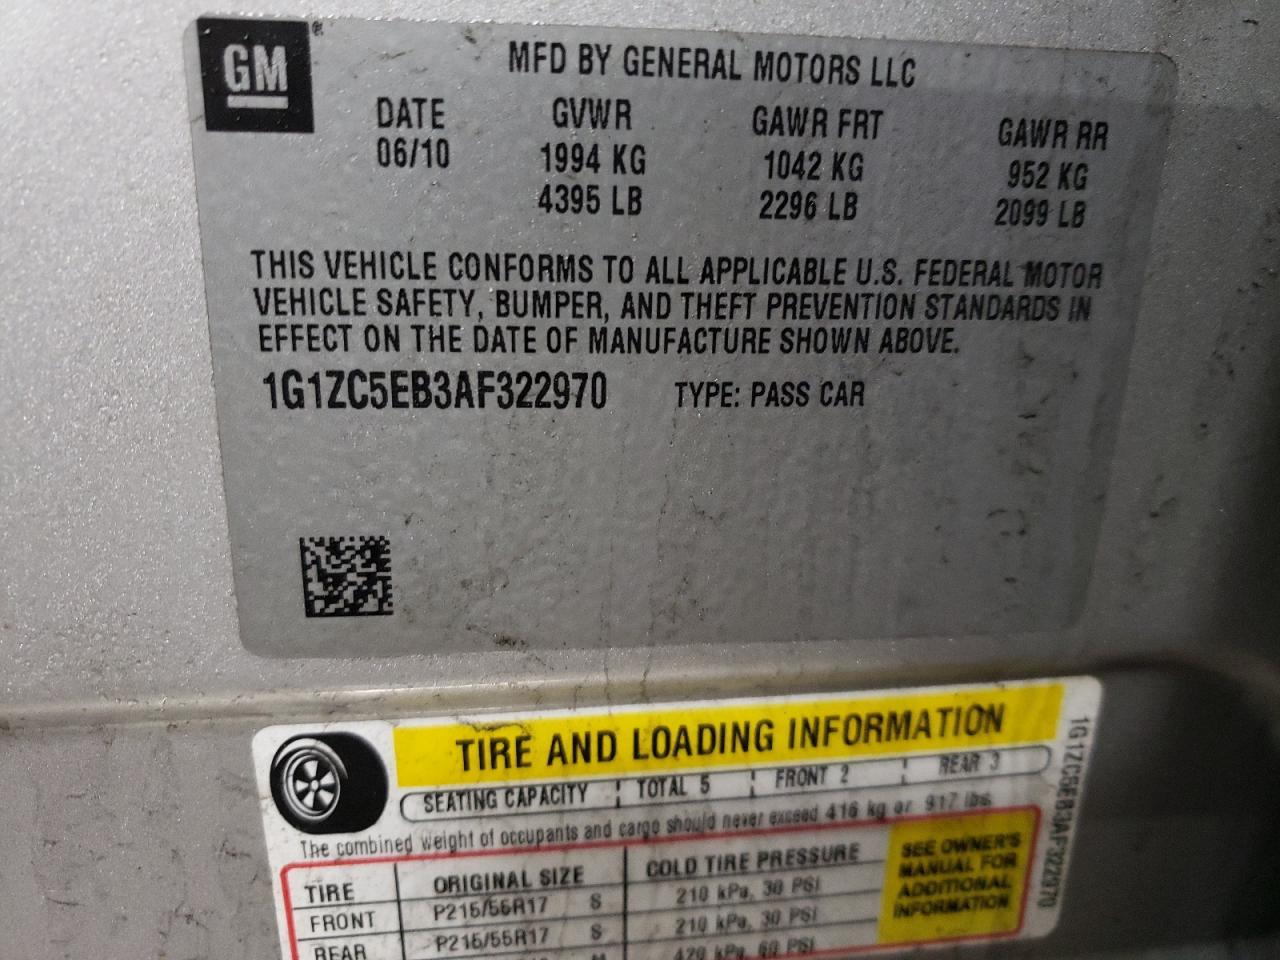 GM
MFD BY GENERAL MOTORS LLC
DATE GVWR GAWR FRT GAWR RR
06/10 1994 KG 1042 KG 952 KG
4395 LB 2296 LB 2099 LB
THIS VEHICLE CONFORMS TO ALL APPLICABLE U.S. FEDERAL MOTOR
VEHICLE SAFETY, BUMPER, AND THEFT PREVENTION STANDARDS IN
EFFECT ON THE DATE OF MANUFACTURE SHOWN ABOVE.
1G1ZC5EB3AF322970 TYPE: PASS CAR
TIRE AND LOADING INFORMATION
SEATING CAPACITY TOTAL 5 FRONT 2 REAR 3
The combined weight of occupants and cargo should never exceed 416 kg or 917 lbs.
TIRE ORIGINAL SIZE COLD TIRE PRESSURE
FRONT P215/55R17 S 210 kPa, 30 PSI
REAR P215/55R17 S 210 kPa, 30 PSI
420 kPa, 60 PSI
SEE OWNER'S
MANUAL FOR
ADDITIONAL
INFORMATION
1G1ZC5EB3AF322970